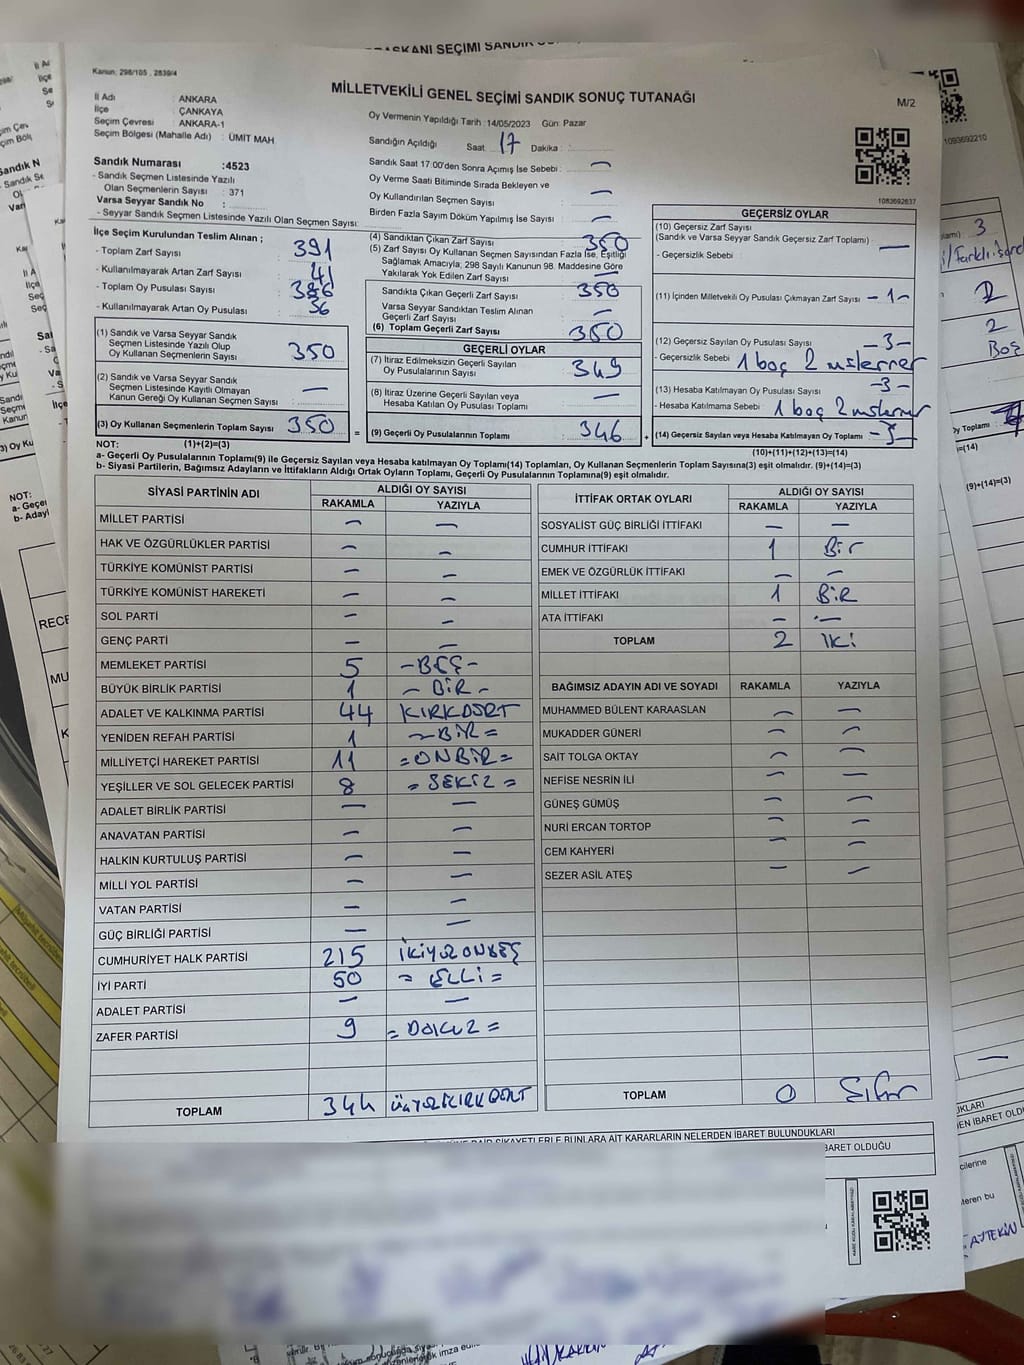 Kanun, 298/105 , 2839/4
MİLLETVEKİLİ GENEL SEÇİMİ SANDIK SONUÇ TUTANAĞI
M/2
İl Adı : ANKARA
İlçe : ÇANKAYA
Seçim Çevresi : ANKARA-1
Seçim Bölgesi (Mahalle Adı) : ÜMİT MAH
Oy Vermenin Yapıldığı Tarih : 14/05/2023 Gün: Pazar
Sandığın Açıldığı Saat : 17 Dakika :
Sandık Saat 17:00'den Sonra Açımış İse Sebebi : —
Oy Verme Saati Bitiminde Sırada Bekleyen ve
Oy Kullandırılan Seçmen Sayısı : —
Birden Fazla Sayım Döküm Yapılmış İse Sayısı : —
1083692637
Sandık Numarası :4523
- Sandık Seçmen Listesinde Yazılı
Olan Seçmenlerin Sayısı : 371
Varsa Seyyar Sandık No :
- Seyyar Sandık Seçmen Listesinde Yazılı Olan Seçmen Sayısı:
İlçe Seçim Kurulundan Teslim Alınan ;
- Toplam Zarf Sayısı : 391
- Kullanılmayarak Artan Zarf Sayısı : 41
- Toplam Oy Pusulası Sayısı :
- Kullanılmayarak Artan Oy Pusulası : 36
(1) Sandık ve Varsa Seyyar Sandık
Seçmen Listesinde Yazılı Olup
Oy Kullanan Seçmenlerin Sayısı : 350
(2) Sandık ve Varsa Seyyar Sandık
Seçmen Listesinde Kayıtlı Olmayan
Kanun Gereği Oy Kullanan Seçmen Sayısı : —
(3) Oy Kullanan Seçmenlerin Toplam Sayısı : 350
(4) Sandıktan Çıkan Zarf Sayısı : 350
(5) Zarf Sayısı Oy Kullanan Seçmen Sayısından Fazla İse, Eşitliği
Sağlamak Amacıyla, 298 Sayılı Kanunun 98. Maddesine Göre
Yakılarak Yok Edilen Zarf Sayısı : —
Sandıkta Çıkan Geçerli Zarf Sayısı : 350
Varsa Seyyar Sandıktan Teslim Alınan
Geçerli Zarf Sayısı : —
(6) Toplam Geçerli Zarf Sayısı : 350
GEÇERLİ OYLAR
(7) İtiraz Edilmeksizin Geçerli Sayılan
Oy Pusulalarının Sayısı : 349
(8) İtiraz Üzerine Geçerli Sayılan veya
Hesaba Katılan Oy Pusulaları Toplamı : —
= (9) Geçerli Oy Pusulalarının Toplamı : 346 +
GEÇERSİZ OYLAR
(10) Geçersiz Zarf Sayısı
(Sandık ve Varsa Seyyar Sandık Geçersiz Zarf Toplamı) : —
- Geçersizlik Sebebi :
(11) İçinden Milletvekili Oy Pusulası Çıkmayan Zarf Sayısı : -1-
(12) Geçersiz Sayılan Oy Pusulası Sayısı : -3-
- Geçersizlik Sebebi : 1 boş 2
(13) Hesaba Katılmayan Oy Pusulası Sayısı : -3-
- Hesaba Katılmama Sebebi : 1 boş 2
(14) Geçersiz Sayılan veya Hesaba Katılmayan Oy Toplamı :
(10)+(11)+(12)+(13)=(14)
NOT: (1)+(2)=(3)
a- Geçerli Oy Pusulalarının Toplamı(9) ile Geçersiz Sayılan veya Hesaba katılmayan Oy Toplamı(14) Toplamları, Oy Kullanan Seçmenlerin Toplam Sayısına(3) eşit olmalıdır. (9)+(14)=(3)
b- Siyasi Partilerin, Bağımsız Adayların ve İttifakların Aldığı Ortak Oyların Toplamı, Geçerli Oy Pusulalarının Toplamına(9) eşit olmalıdır.
SİYASİ PARTİNİN ADI ALDIĞI OY SAYISI
RAKAMLA YAZIYLA
MİLLET PARTİSİ — —
HAK VE ÖZGÜRLÜKLER PARTİSİ — —
TÜRKİYE KOMÜNİST PARTİSİ — —
TÜRKİYE KOMÜNİST HAREKETİ — —
SOL PARTİ — —
GENÇ PARTİ — —
MEMLEKET PARTİSİ 5 -BEŞ-
BÜYÜK BİRLİK PARTİSİ 1 - BİR -
ADALET VE KALKINMA PARTİSİ 44 KIRKDÖRT
YENİDEN REFAH PARTİSİ 1 -BİR=
MİLLİYETÇİ HAREKET PARTİSİ 11 =ONBİR=
YEŞİLLER VE SOL GELECEK PARTİSİ 8 = SEKİZ =
ADALET BİRLİK PARTİSİ — —
ANAVATAN PARTİSİ — —
HALKIN KURTULUŞ PARTİSİ — —
MİLLİ YOL PARTİSİ — —
VATAN PARTİSİ — —
GÜÇ BİRLİĞİ PARTİSİ — —
CUMHURİYET HALK PARTİSİ 215 İKİYÜZONBEŞ
İYİ PARTİ 50 = ELLİ =
ADALET PARTİSİ — —
ZAFER PARTİSİ 9 = DOKUZ =
TOPLAM 344 ÜÇYÜZKIRKDÖRT
İTTİFAK ORTAK OYLARI ALDIĞI OY SAYISI
RAKAMLA YAZIYLA
SOSYALİST GÜÇ BİRLİĞİ İTTİFAKI — —
CUMHUR İTTİFAKI 1 Bir
EMEK VE ÖZGÜRLÜK İTTİFAKI — —
MİLLET İTTİFAKI 1 BİR
ATA İTTİFAKI — —
TOPLAM 2 İKİ
BAĞIMSIZ ADAYIN ADI VE SOYADI RAKAMLA YAZIYLA
MUHAMMED BÜLENT KARAASLAN — —
MUKADDER GÜNERİ — —
SAİT TOLGA OKTAY — —
NEFİSE NESRİN İLİ — —
GÜNEŞ GÜMÜŞ — —
NURİ ERCAN TORTOP — —
CEM KAHYERİ — —
SEZER ASİL ATEŞ — —
TOPLAM 0 Sıfır
ŞİKAYETLERLE BUNLARA AİT KARARLARIN NELERDEN İBARET BULUNDUKLARI
İBARET OLDUĞU
1093692210
3
2
2
Boş
(9)+(14)=(3)
AYTEKİN